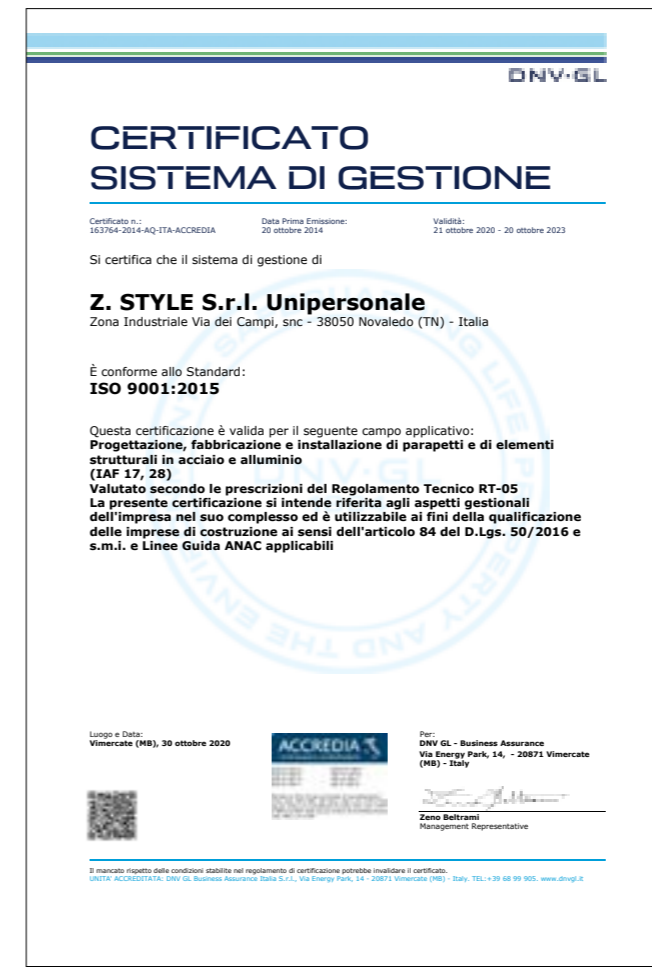 DNV·GL
CERTIFICATO
SISTEMA DI GESTIONE
Certificato n.:
163764-2014-AQ-ITA-ACCREDIA
Data Prima Emissione:
20 ottobre 2014
Validità:
21 ottobre 2020 - 20 ottobre 2023
Si certifica che il sistema di gestione di
Z. STYLE S.r.l. Unipersonale
Zona Industriale Via dei Campi, snc - 38050 Novaledo (TN) - Italia
È conforme allo Standard:
ISO 9001:2015
Questa certificazione è valida per il seguente campo applicativo:
Progettazione, fabbricazione e installazione di parapetti e di elementi
strutturali in acciaio e alluminio
(IAF 17, 28)
Valutato secondo le prescrizioni del Regolamento Tecnico RT-05
La presente certificazione si intende riferita agli aspetti gestionali
dell'impresa nel suo complesso ed è utilizzabile ai fini della qualificazione
delle imprese di costruzione ai sensi dell'articolo 84 del D.Lgs. 50/2016 e
s.m.i. e Linee Guida ANAC applicabili
DNV·GL
Luogo e Data:
Vimercate (MB), 30 ottobre 2020
ACCREDIA
Per:
DNV GL - Business Assurance
Via Energy Park, 14, - 20871 Vimercate
(MB) - Italy
Zeno Beltrami
Management Representative
Il mancato rispetto delle condizioni stabilite nel regolamento di certificazione potrebbe invalidare il certificato.
UNITA' ACCREDITATA: DNV GL Business Assurance Italia S.r.l., Via Energy Park, 14 - 20871 Vimercate (MB) - Italy. TEL:+39 68 99 905. www.dnvgl.it